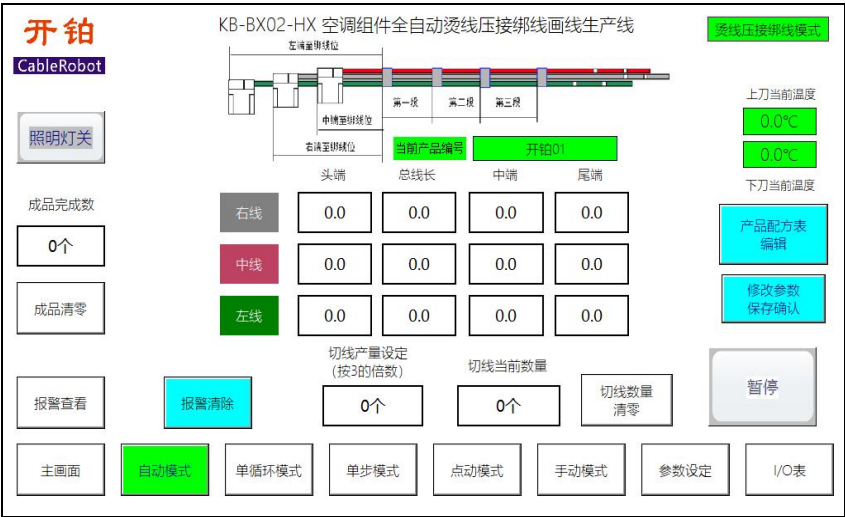 开铂
CableRobot
KB-BX02-HX 空调组件全自动烫线压接绑线画线生产线
烫线压接绑线模式
左端至绑线位
第一段
第二段
第三段
中端至绑线位
右端至绑线位
上刀当前温度
0.0℃
0.0℃
下刀当前温度
照明灯关
当前产品编号
开铂01
头端
总线长
中端
尾端
成品完成数
0个
右线
0.0
0.0
0.0
0.0
产品配方表
编辑
中线
0.0
0.0
0.0
0.0
成品清零
左线
0.0
0.0
0.0
0.0
修改参数
保存确认
切线产量设定
(按3的倍数)
切线当前数量
报警查看
报警清除
0个
0个
切线数量
清零
暂停
主画面
自动模式
单循环模式
单步模式
点动模式
手动模式
参数设定
I/O表